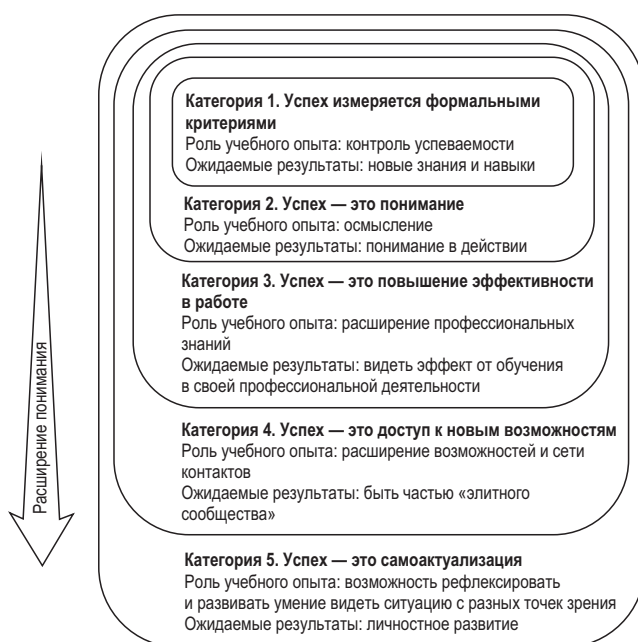 Категория 1. Успех измеряется формальными
критериями
Роль учебного опыта: контроль успеваемости
Ожидаемые результаты: новые знания и навыки
Категория 2. Успех — это понимание
Роль учебного опыта: осмысление
Ожидаемые результаты: понимание в действии
Категория 3. Успех — это повышение эффективности
в работе
Роль учебного опыта: расширение профессиональных
знаний
Ожидаемые результаты: видеть эффект от обучения
в своей профессиональной деятельности
Категория 4. Успех — это доступ к новым возможностям
Роль учебного опыта: расширение возможностей и сети
контактов
Ожидаемые результаты: быть частью «элитного
сообщества»
Категория 5. Успех — это самоактуализация
Роль учебного опыта: возможность рефлексировать
и развивать умение видеть ситуацию с разных точек зрения
Ожидаемые результаты: личностное развитие
Расширение понимания